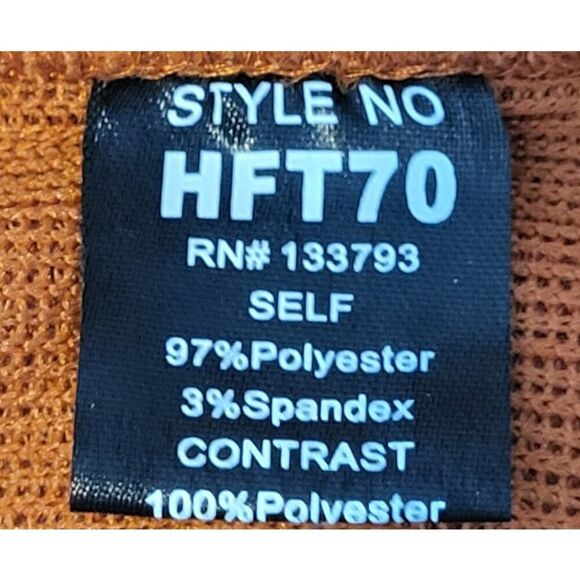 STYLE NO
HFT70
RN# 133793
SELF
97%Polyester
3%Spandex
CONTRAST
100%Polyester